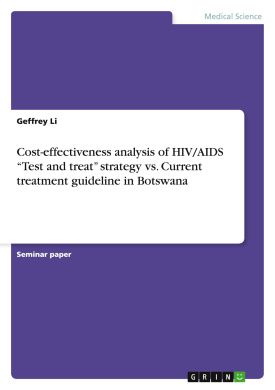 Medical Science
Geffrey Li
Cost-effectiveness analysis of HIV/AIDS
“Test and treat” strategy vs. Current
treatment guideline in Botswana
Seminar paper
GRIN